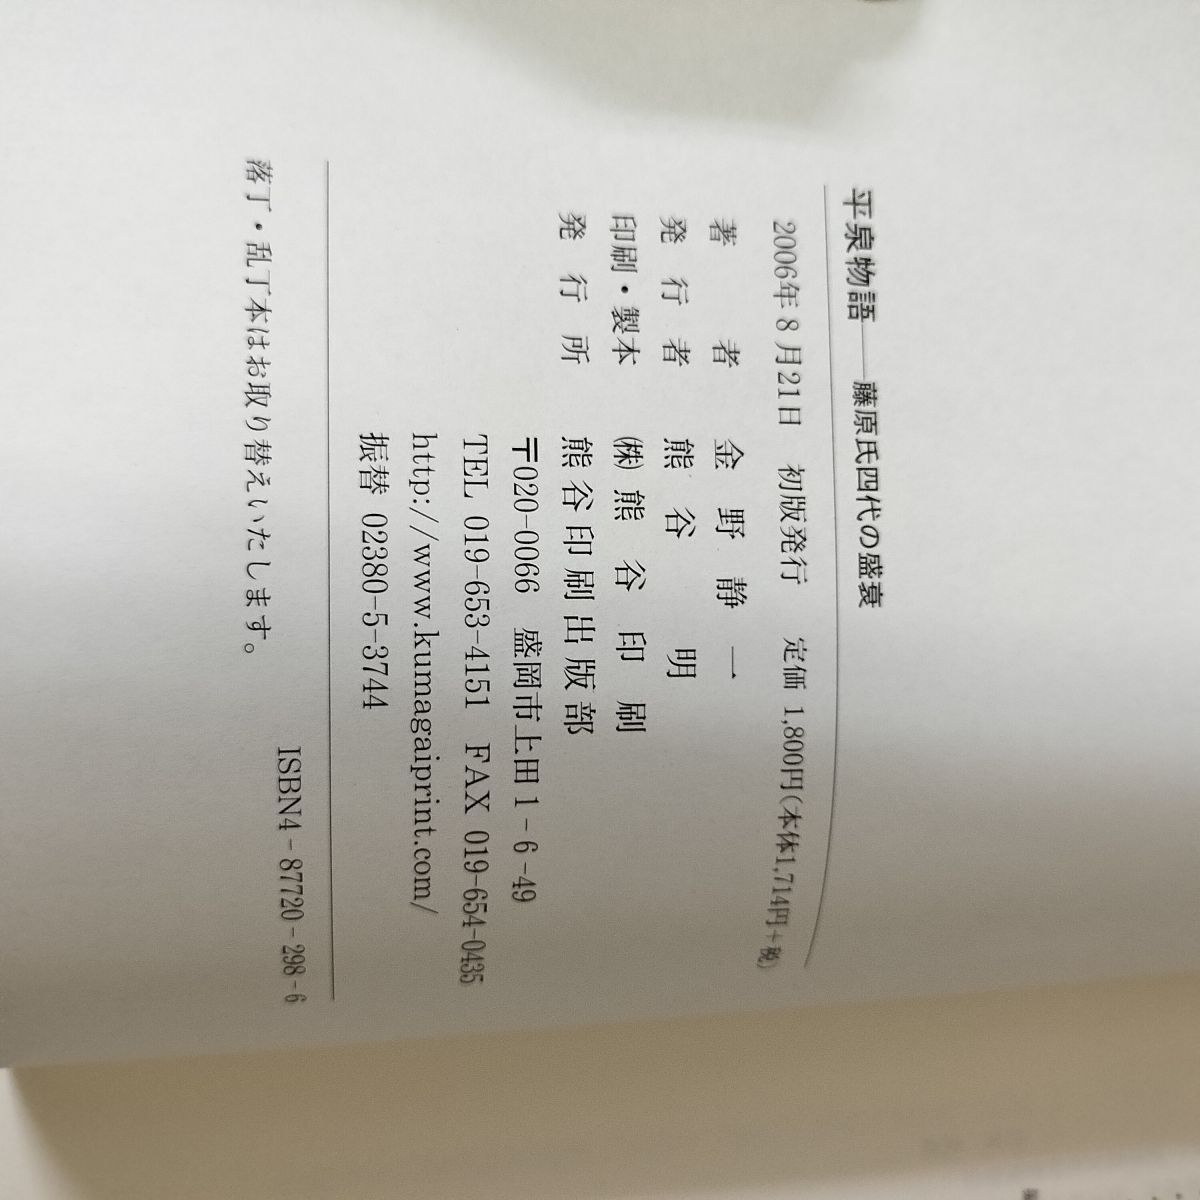 平泉物語——藤原氏四代の盛衰
2006年8月21日 初版発行 定価 1,800円(本体1,714円+税)
著者 金野静一
発行者 熊谷明
印刷・製本 ㈱熊谷印刷
発行所 熊谷印刷出版部
〒020-0066 盛岡市上田1-6-49
TEL 019-653-4151 FAX 019-654-0435
http://www.kumagaiprint.com/
振替 02380-5-3744
ISBN4-87720-298-6
落丁・乱丁本はお取り替えいたします。